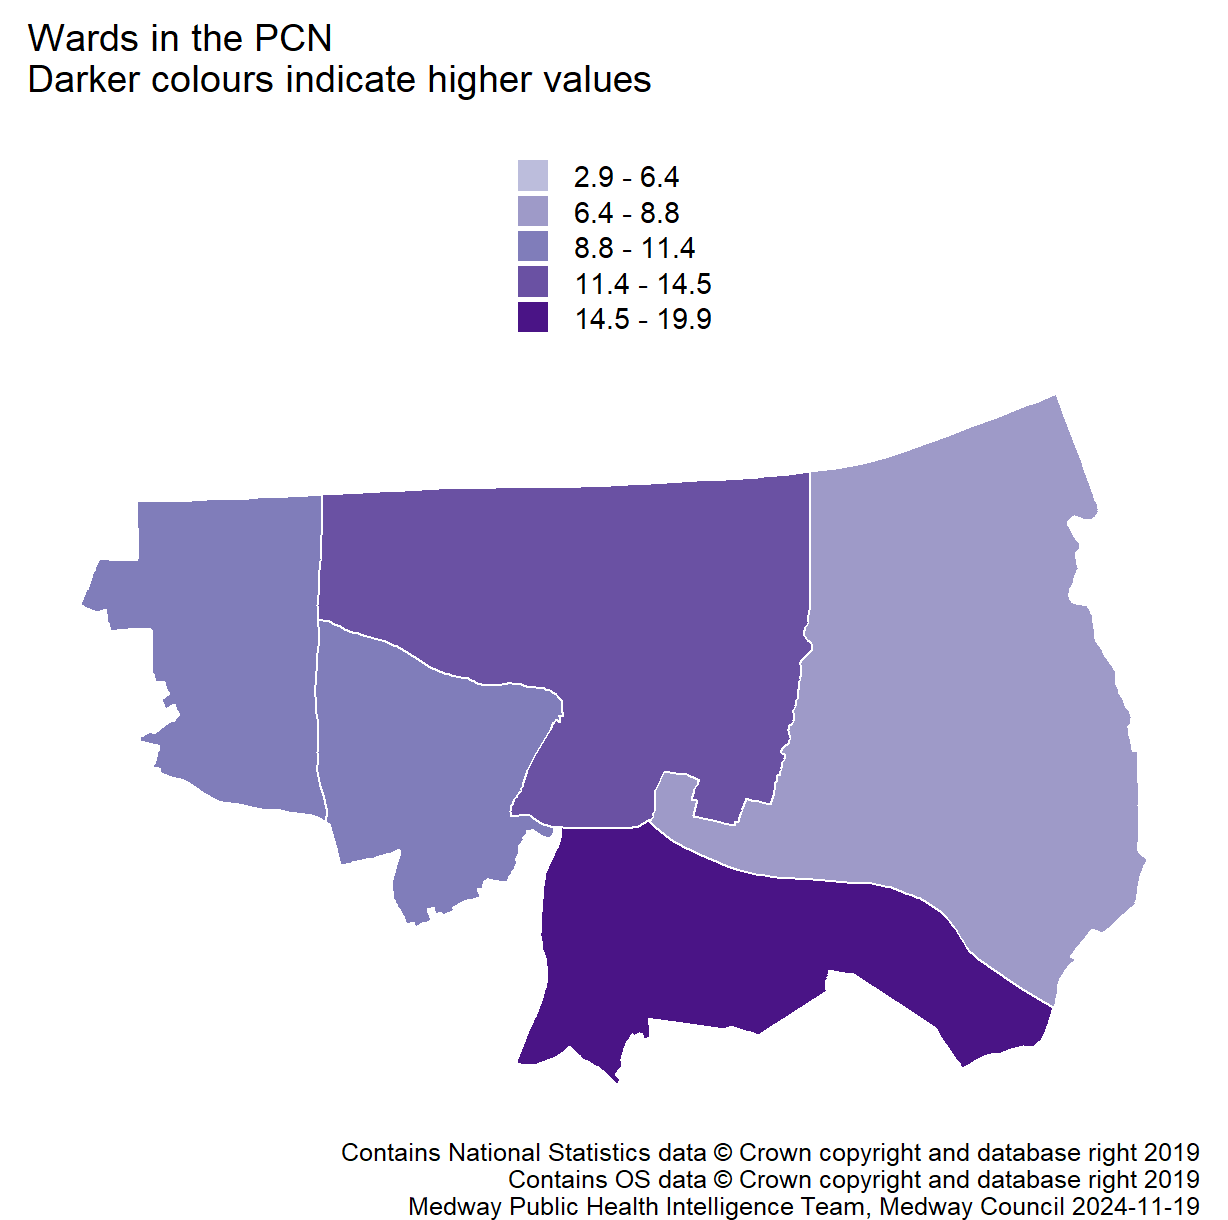 Wards in the PCN
Darker colours indicate higher values
2.9 - 6.4
6.4 - 8.8
8.8 - 11.4
11.4 - 14.5
14.5 - 19.9
Contains National Statistics data © Crown copyright and database right 2019
Contains OS data © Crown copyright and database right 2019
Medway Public Health Intelligence Team, Medway Council 2024-11-19